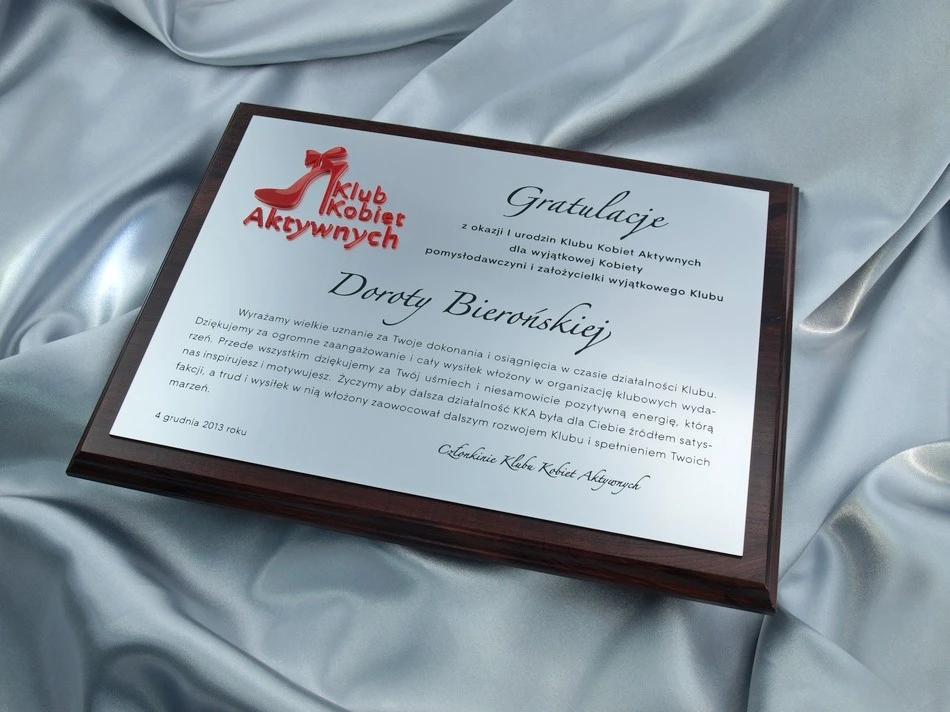 Klub
Kobiet
Aktywnych
Gratulacje
z okazji I urodzin Klubu Kobiet Aktywnych
dla wyjątkowej Kobiety
pomysłodawczyni i założycielki wyjątkowego Klubu
Doroty Bierońskiej
Wyrażamy wielkie uznanie za Twoje dokonania i osiągnięcia w czasie działalności Klubu.
Dziękujemy za ogromne zaangażowanie i cały wysiłek włożony w organizację klubowych wyda-
rzeń. Przede wszystkim dziękujemy za Twój uśmiech i niesamowicie pozytywną energię, którą
nas inspirujesz i motywujesz. Życzymy aby dalsza działalność KKA była dla Ciebie źródłem satys-
fakcji, a trud i wysiłek w nią włożony zaowocował dalszym rozwojem Klubu i spełnieniem Twoich
marzeń.
4 grudnia 2013 roku
Członkinie Klubu Kobiet Aktywnych